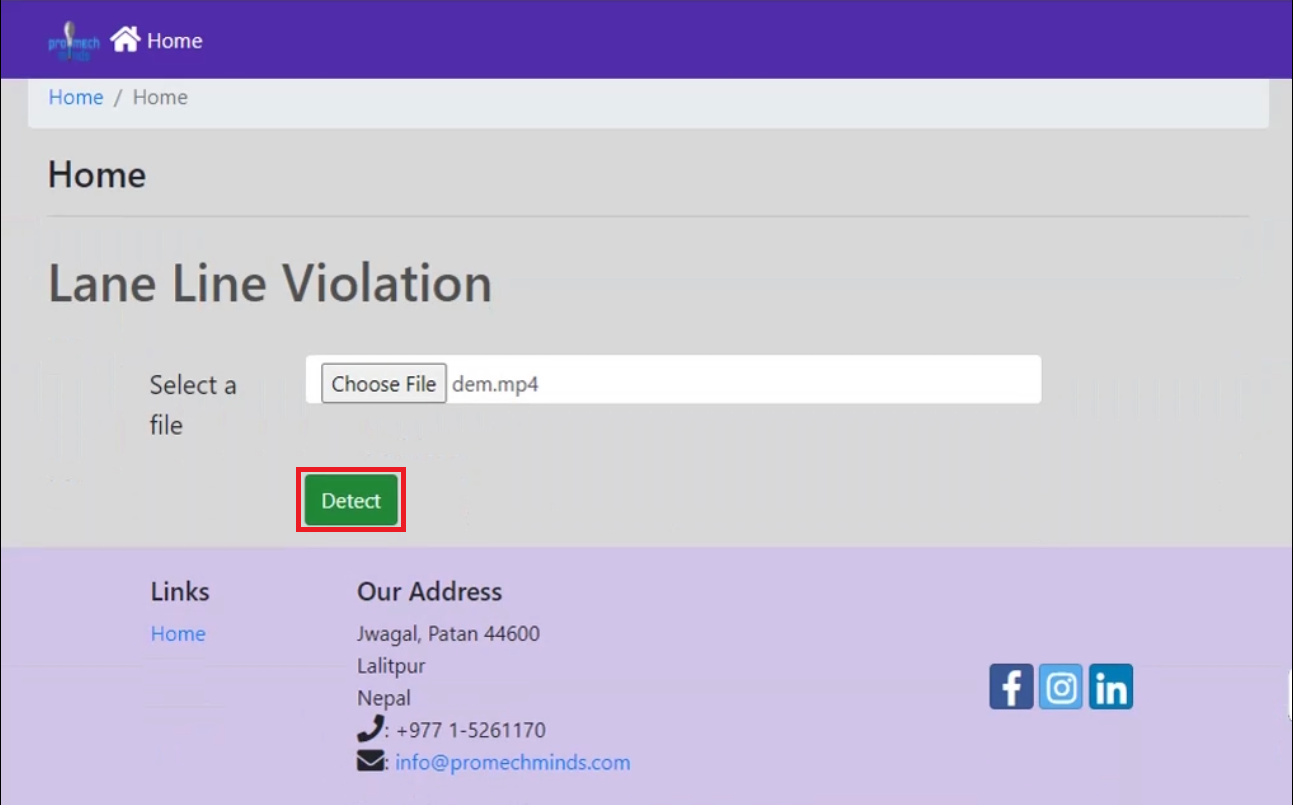 promech
Home
Home / Home
Home
Lane Line Violation
Select a
file
Choose File dem.mp4
Detect
Links
Home
Our Address
Jwagal, Patan 44600
Lalitpur
Nepal
: +977 1-5261170
: info@promechminds.com
f
in